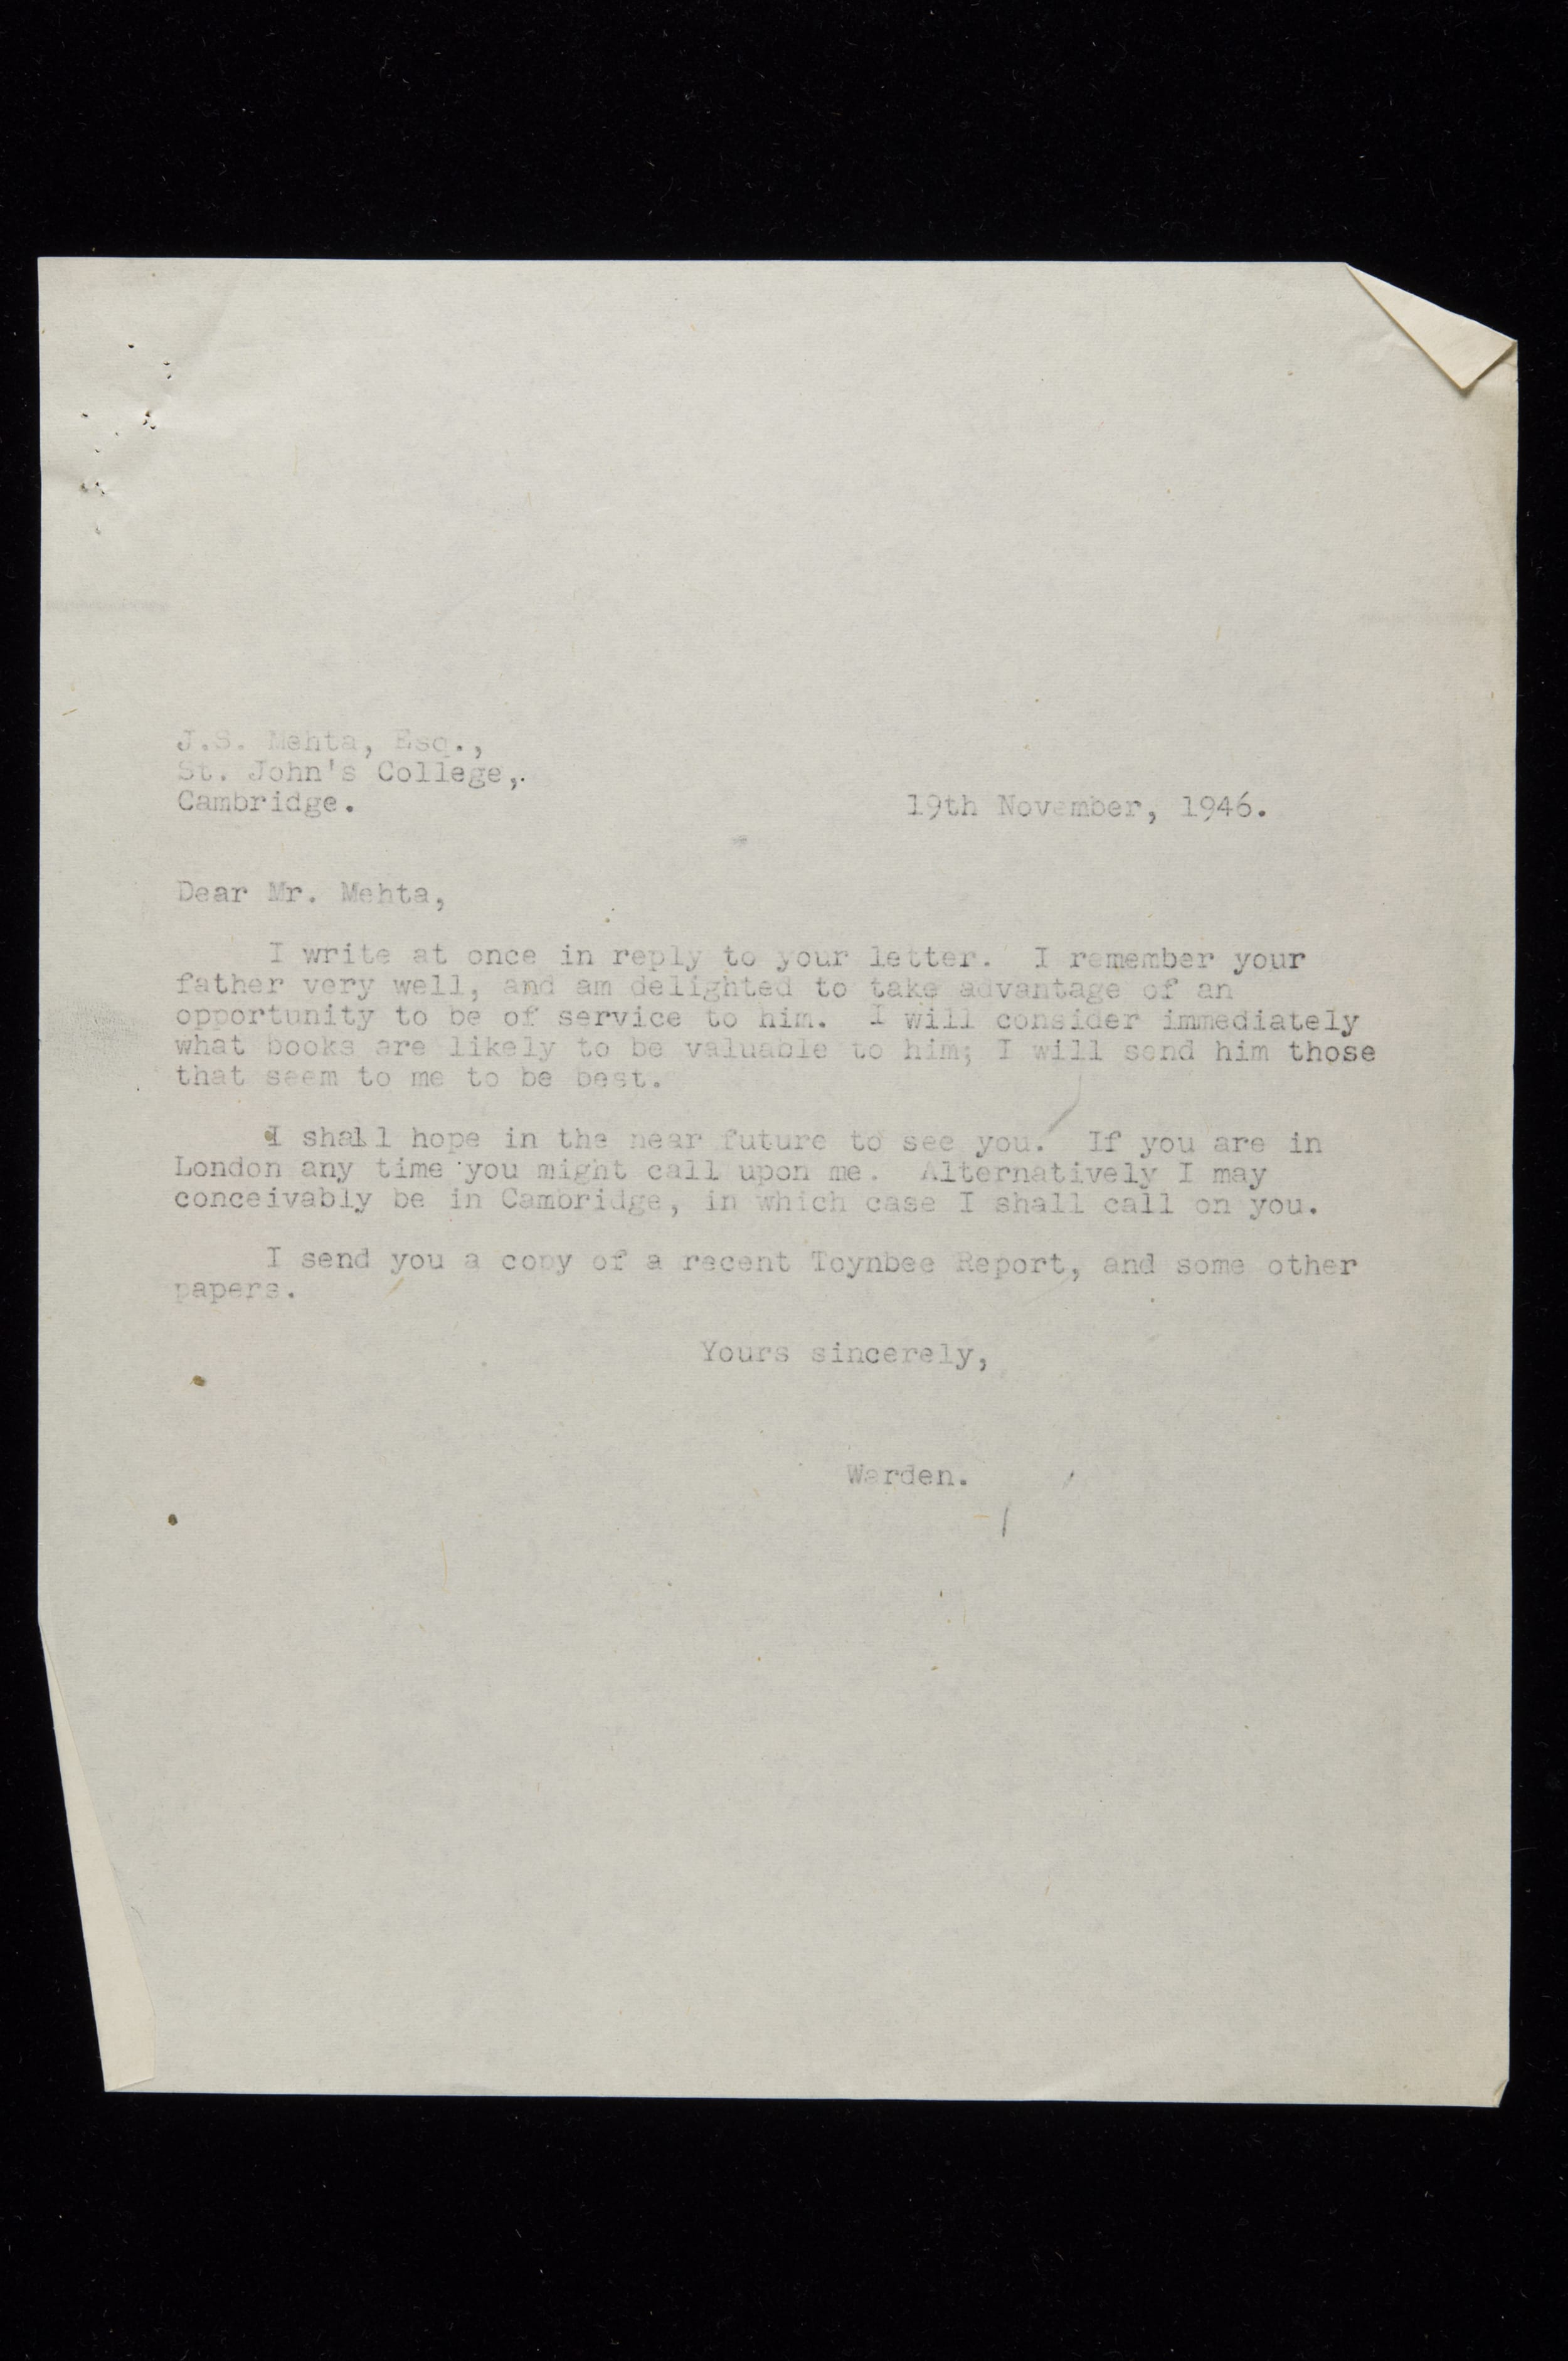 J.S. Mehta, Esq.,
St. John's College,.
Cambridge.
19th November, 1946.
Dear Mr. Mehta,
I write at once in reply to your letter. I remember your
father very well, and am delighted to take advantage of an
opportunity to be of service to him. I will consider immediately
what books are likely to be valuable to him; I will send him those
that seem to me to be best.
I shall hope in the near future to see you. If you are in
London any time you might call upon me. Alternatively I may
conceivably be in Cambridge, in which case I shall call on you.
I send you a copy of a recent Toynbee Report, and some other
papers.
Yours sincerely,
Warden.